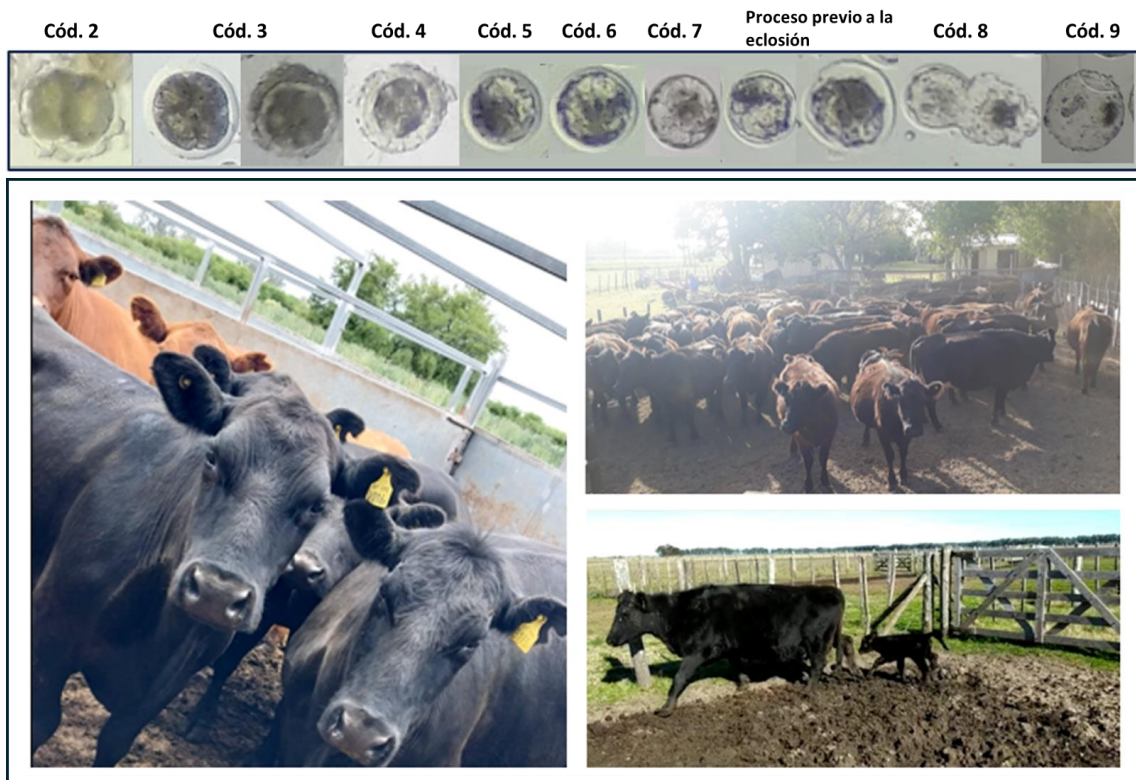 Cód. 2
Cód. 3
Cód. 4
Cód. 5
Cód. 6
Cód. 7
Proceso previo a la
eclosión
Cód. 8
Cód. 9